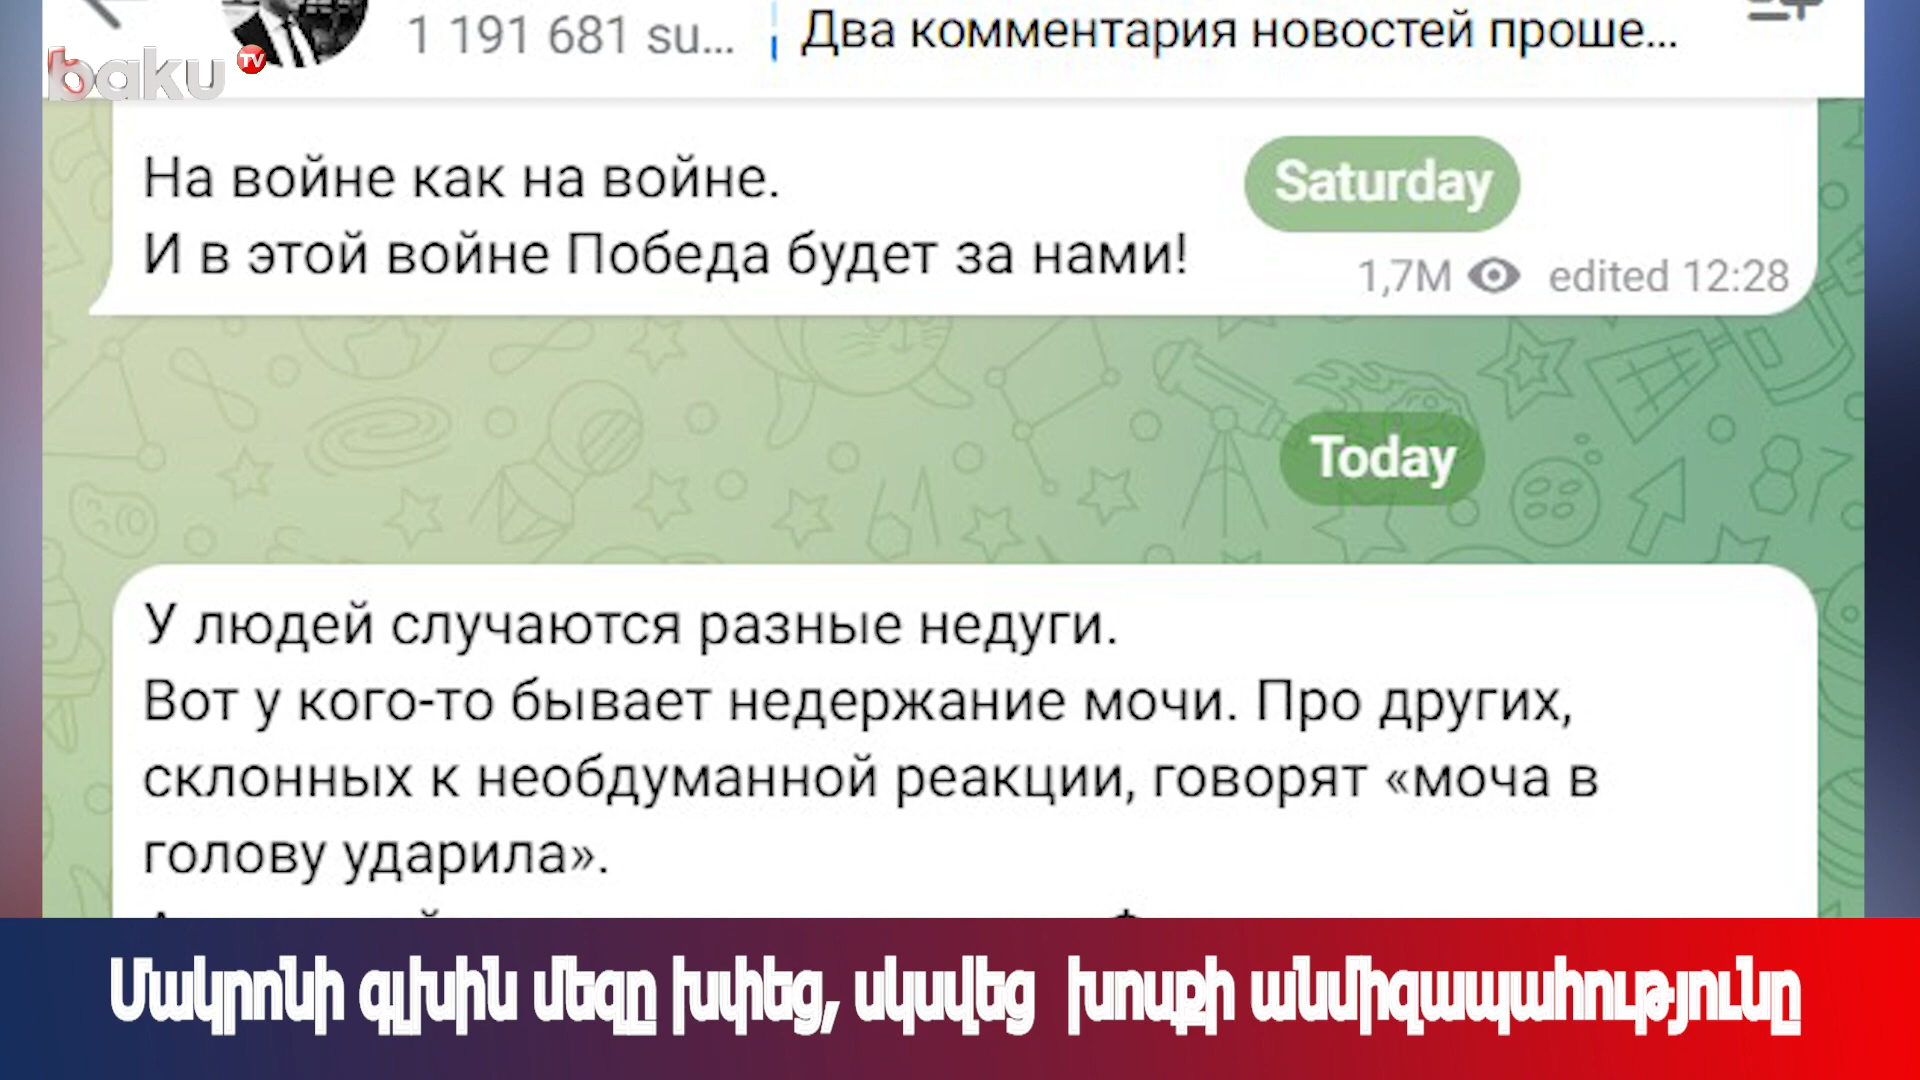 1 191 681 su...
Два комментария новостей проше...
baku TV
На войне как на войне.
И в этой войне Победа будет за нами!
Saturday
1,7M edited 12:28
Today
У людей случаются разные недуги.
Вот у кого-то бывает недержание мочи. Про других,
склонных к необдуманной реакции, говорят «моча в
голову ударила».
Մակրոնի գլխին մեզը խփեց, սկսվեց խոսքի անմիզապահությունը